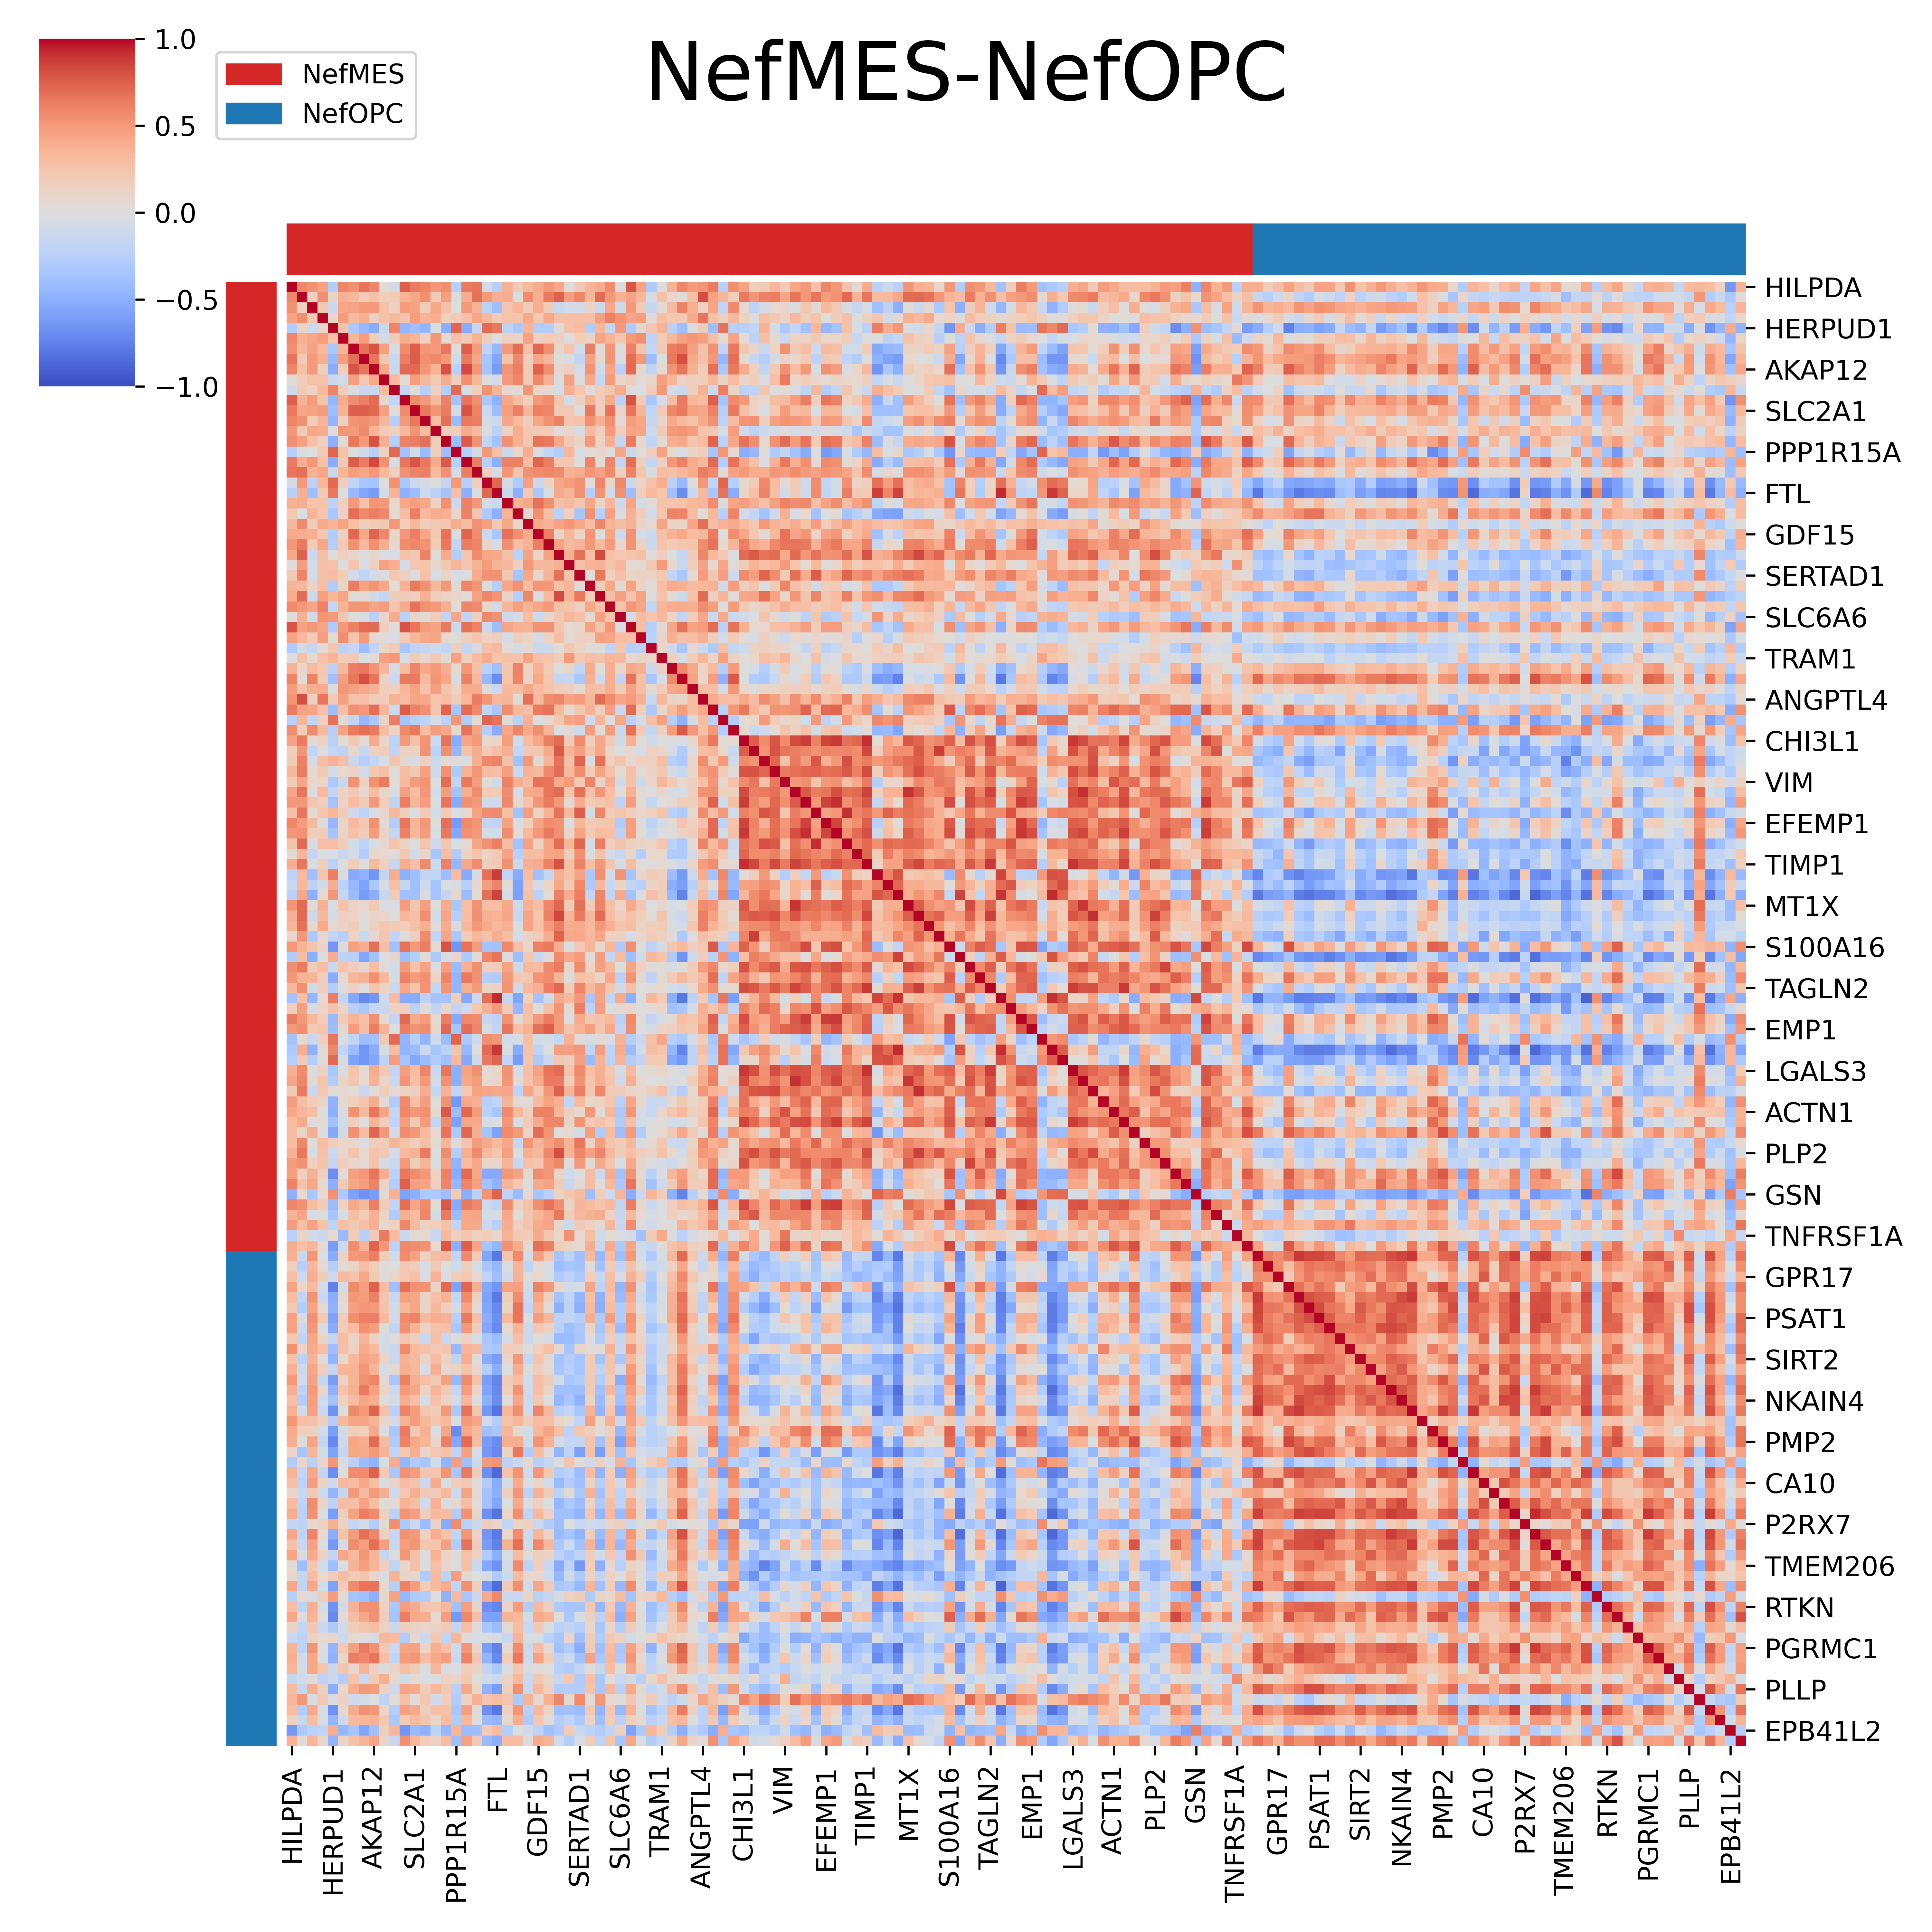 NefMES-NefOPC
1.0
0.5
0.0
−0.5
−1.0
NefMES
NefOPC
HILPDA
HERPUD1
AKAP12
SLC2A1
PPP1R15A
FTL
GDF15
SERTAD1
SLC6A6
TRAM1
ANGPTL4
CHI3L1
VIM
EFEMP1
TIMP1
MT1X
S100A16
TAGLN2
EMP1
LGALS3
ACTN1
PLP2
GSN
TNFRSF1A
GPR17
PSAT1
SIRT2
NKAIN4
PMP2
CA10
P2RX7
TMEM206
RTKN
PGRMC1
PLLP
EPB41L2
HILPDA
HERPUD1
AKAP12
SLC2A1
PPP1R15A
FTL
GDF15
SERTAD1
SLC6A6
TRAM1
ANGPTL4
CHI3L1
VIM
EFEMP1
TIMP1
MT1X
S100A16
TAGLN2
EMP1
LGALS3
ACTN1
PLP2
GSN
TNFRSF1A
GPR17
PSAT1
SIRT2
NKAIN4
PMP2
CA10
P2RX7
TMEM206
RTKN
PGRMC1
PLLP
EPB41L2